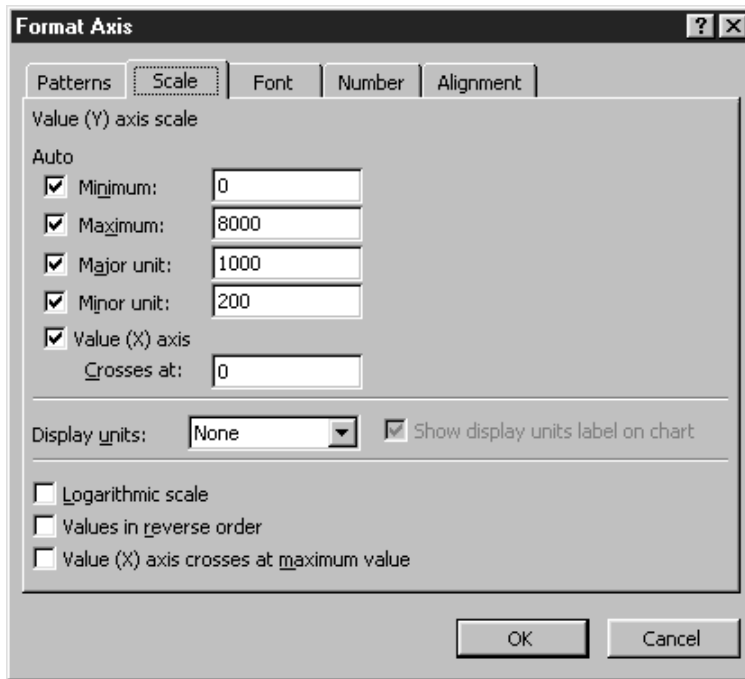 Format Axis
Patterns Scale Font Number Alignment
Value (Y) axis scale
Auto
Minimum: 0
Maximum: 8000
Major unit: 1000
Minor unit: 200
Value (X) axis
Crosses at: 0
Display units: None Show display units label on chart
Logarithmic scale
Values in reverse order
Value (X) axis crosses at maximum value
OK Cancel